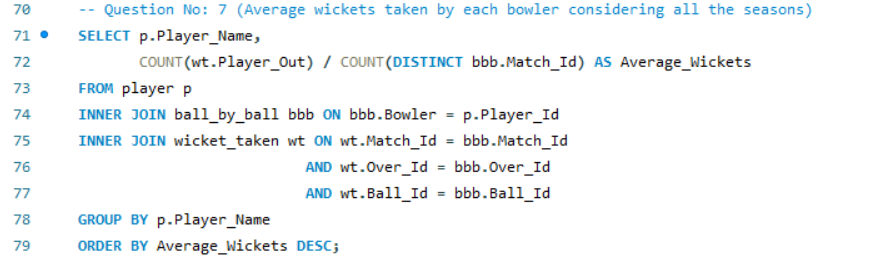 70 -- Question No: 7 (Average wickets taken by each bowler considering all the seasons)
71 SELECT p.Player_Name,
72 COUNT(wt.Player_Out) / COUNT(DISTINCT bbb.Match_Id) AS Average_Wickets
73 FROM player p
74 INNER JOIN ball_by_ball bbb ON bbb.Bowler = p.Player_Id
75 INNER JOIN wicket_taken wt ON wt.Match_Id = bbb.Match_Id
76 AND wt.Over_Id = bbb.Over_Id
77 AND wt.Ball_Id = bbb.Ball_Id
78 GROUP BY p.Player_Name
79 ORDER BY Average_Wickets DESC;